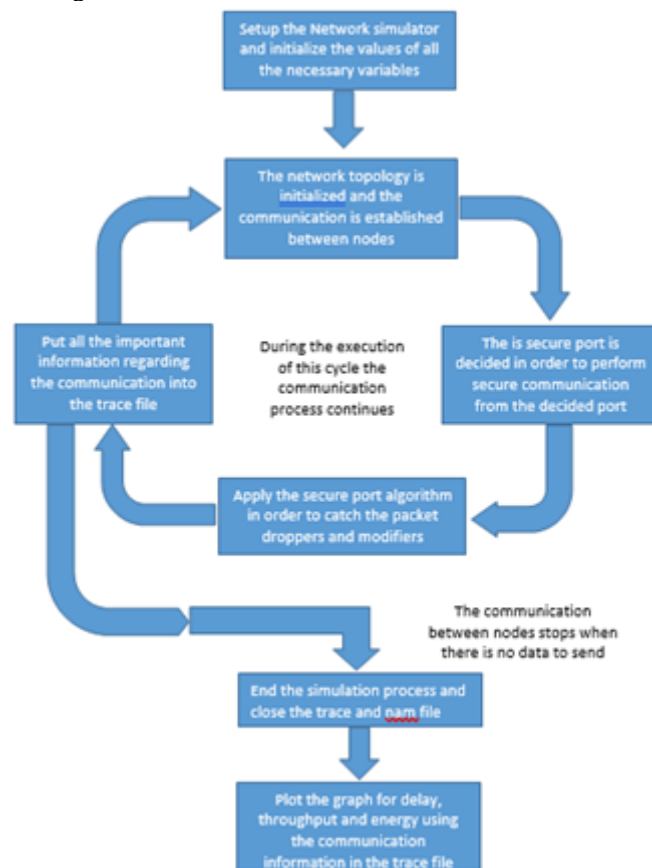 Setup the Network simulator
and initialize the values of all
the necessary variables
The network topology is
initialized and the
communication is established
between nodes
Put all the important
information regarding
the communication into
the trace file
During the execution
of this cycle the
communication
process continues
The is secure port is
decided in order to perform
secure communication
from the decided port
Apply the secure port algorithm
in order to catch the packet
droppers and modifiers
The communication
between nodes stops when
there is no data to send
End the simulation process and
close the trace and nam file
Plot the graph for delay,
throughput and energy using
the communication
information in the trace file